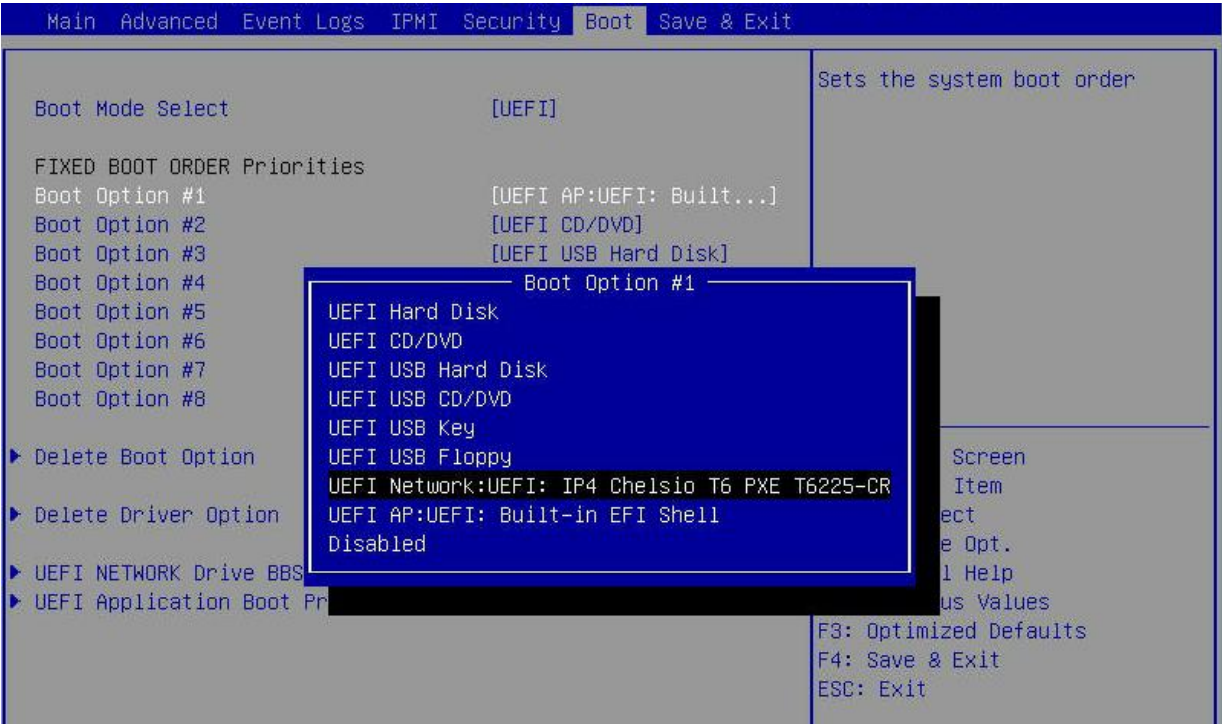 Main Advanced Event Logs IPMI Security Boot Save & Exit
Sets the system boot order
Boot Mode Select [UEFI]
FIXED BOOT ORDER Priorities
Boot Option #1 [UEFI AP:UEFI: Built...]
Boot Option #2 [UEFI CD/DVD]
Boot Option #3 [UEFI USB Hard Disk]
Boot Option #4
Boot Option #5
Boot Option #6
Boot Option #7
Boot Option #8
Delete Boot Option
Delete Driver Option
UEFI NETWORK Drive BBS
UEFI Application Boot Pr
Boot Option #1
UEFI Hard Disk
UEFI CD/DVD
UEFI USB Hard Disk
UEFI USB CD/DVD
UEFI USB Key
UEFI USB Floppy
UEFI Network:UEFI: IP4 Chelsio T6 PXE T6225-CR
UEFI AP:UEFI: Built-in EFI Shell
Disabled
Screen
Item
ect
e Opt.
l Help
us Values
F3: Optimized Defaults
F4: Save & Exit
ESC: Exit